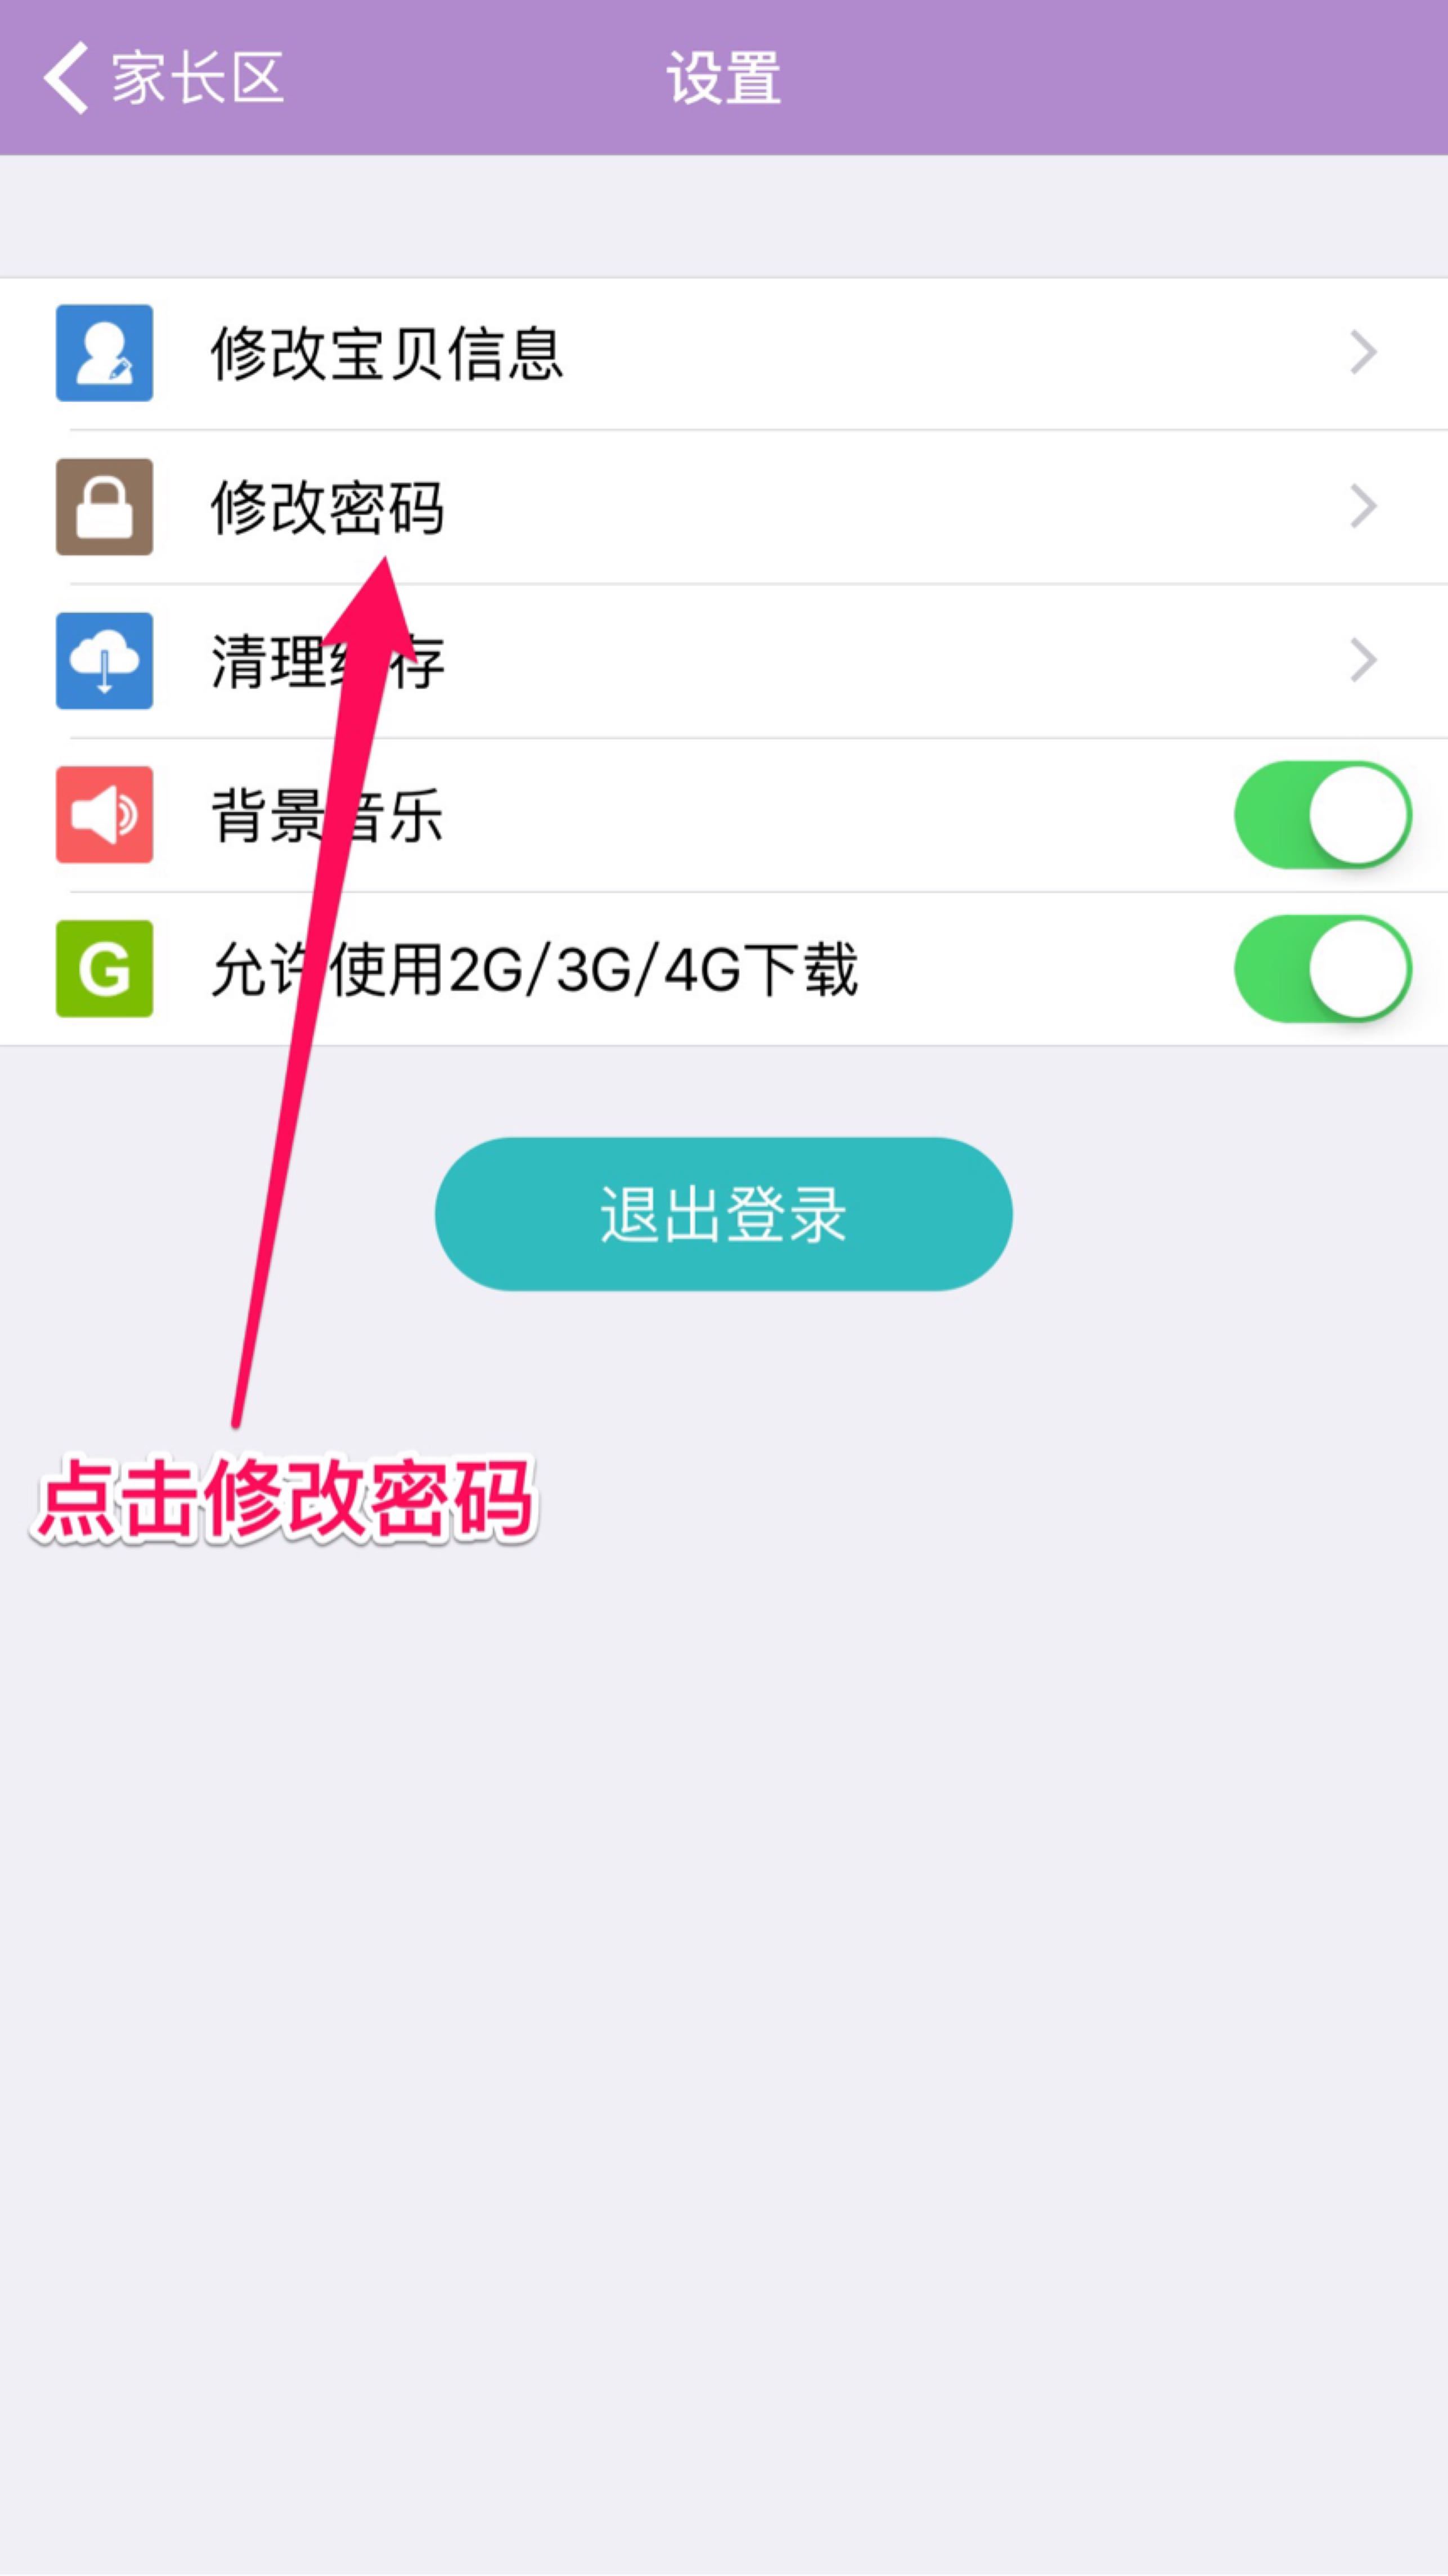 家长区
设置
修改宝贝信息
修改密码
清理缓存
背景音乐
G
允许使用2G/3G/4G下载
退出登录
点击修改密码